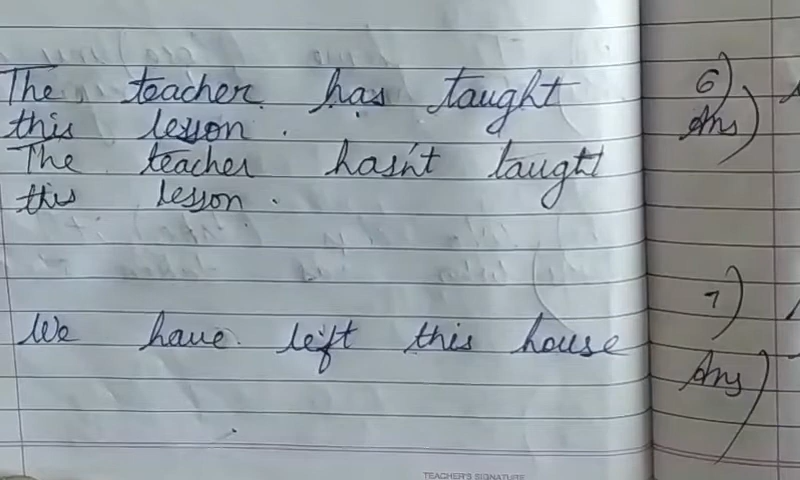 The teacher has taught
this lesson.
The teacher hasn't taught
this lesson.
We have left this house
TEACHER'S SIGNATURE
6)
Ans)
7)
Ans)